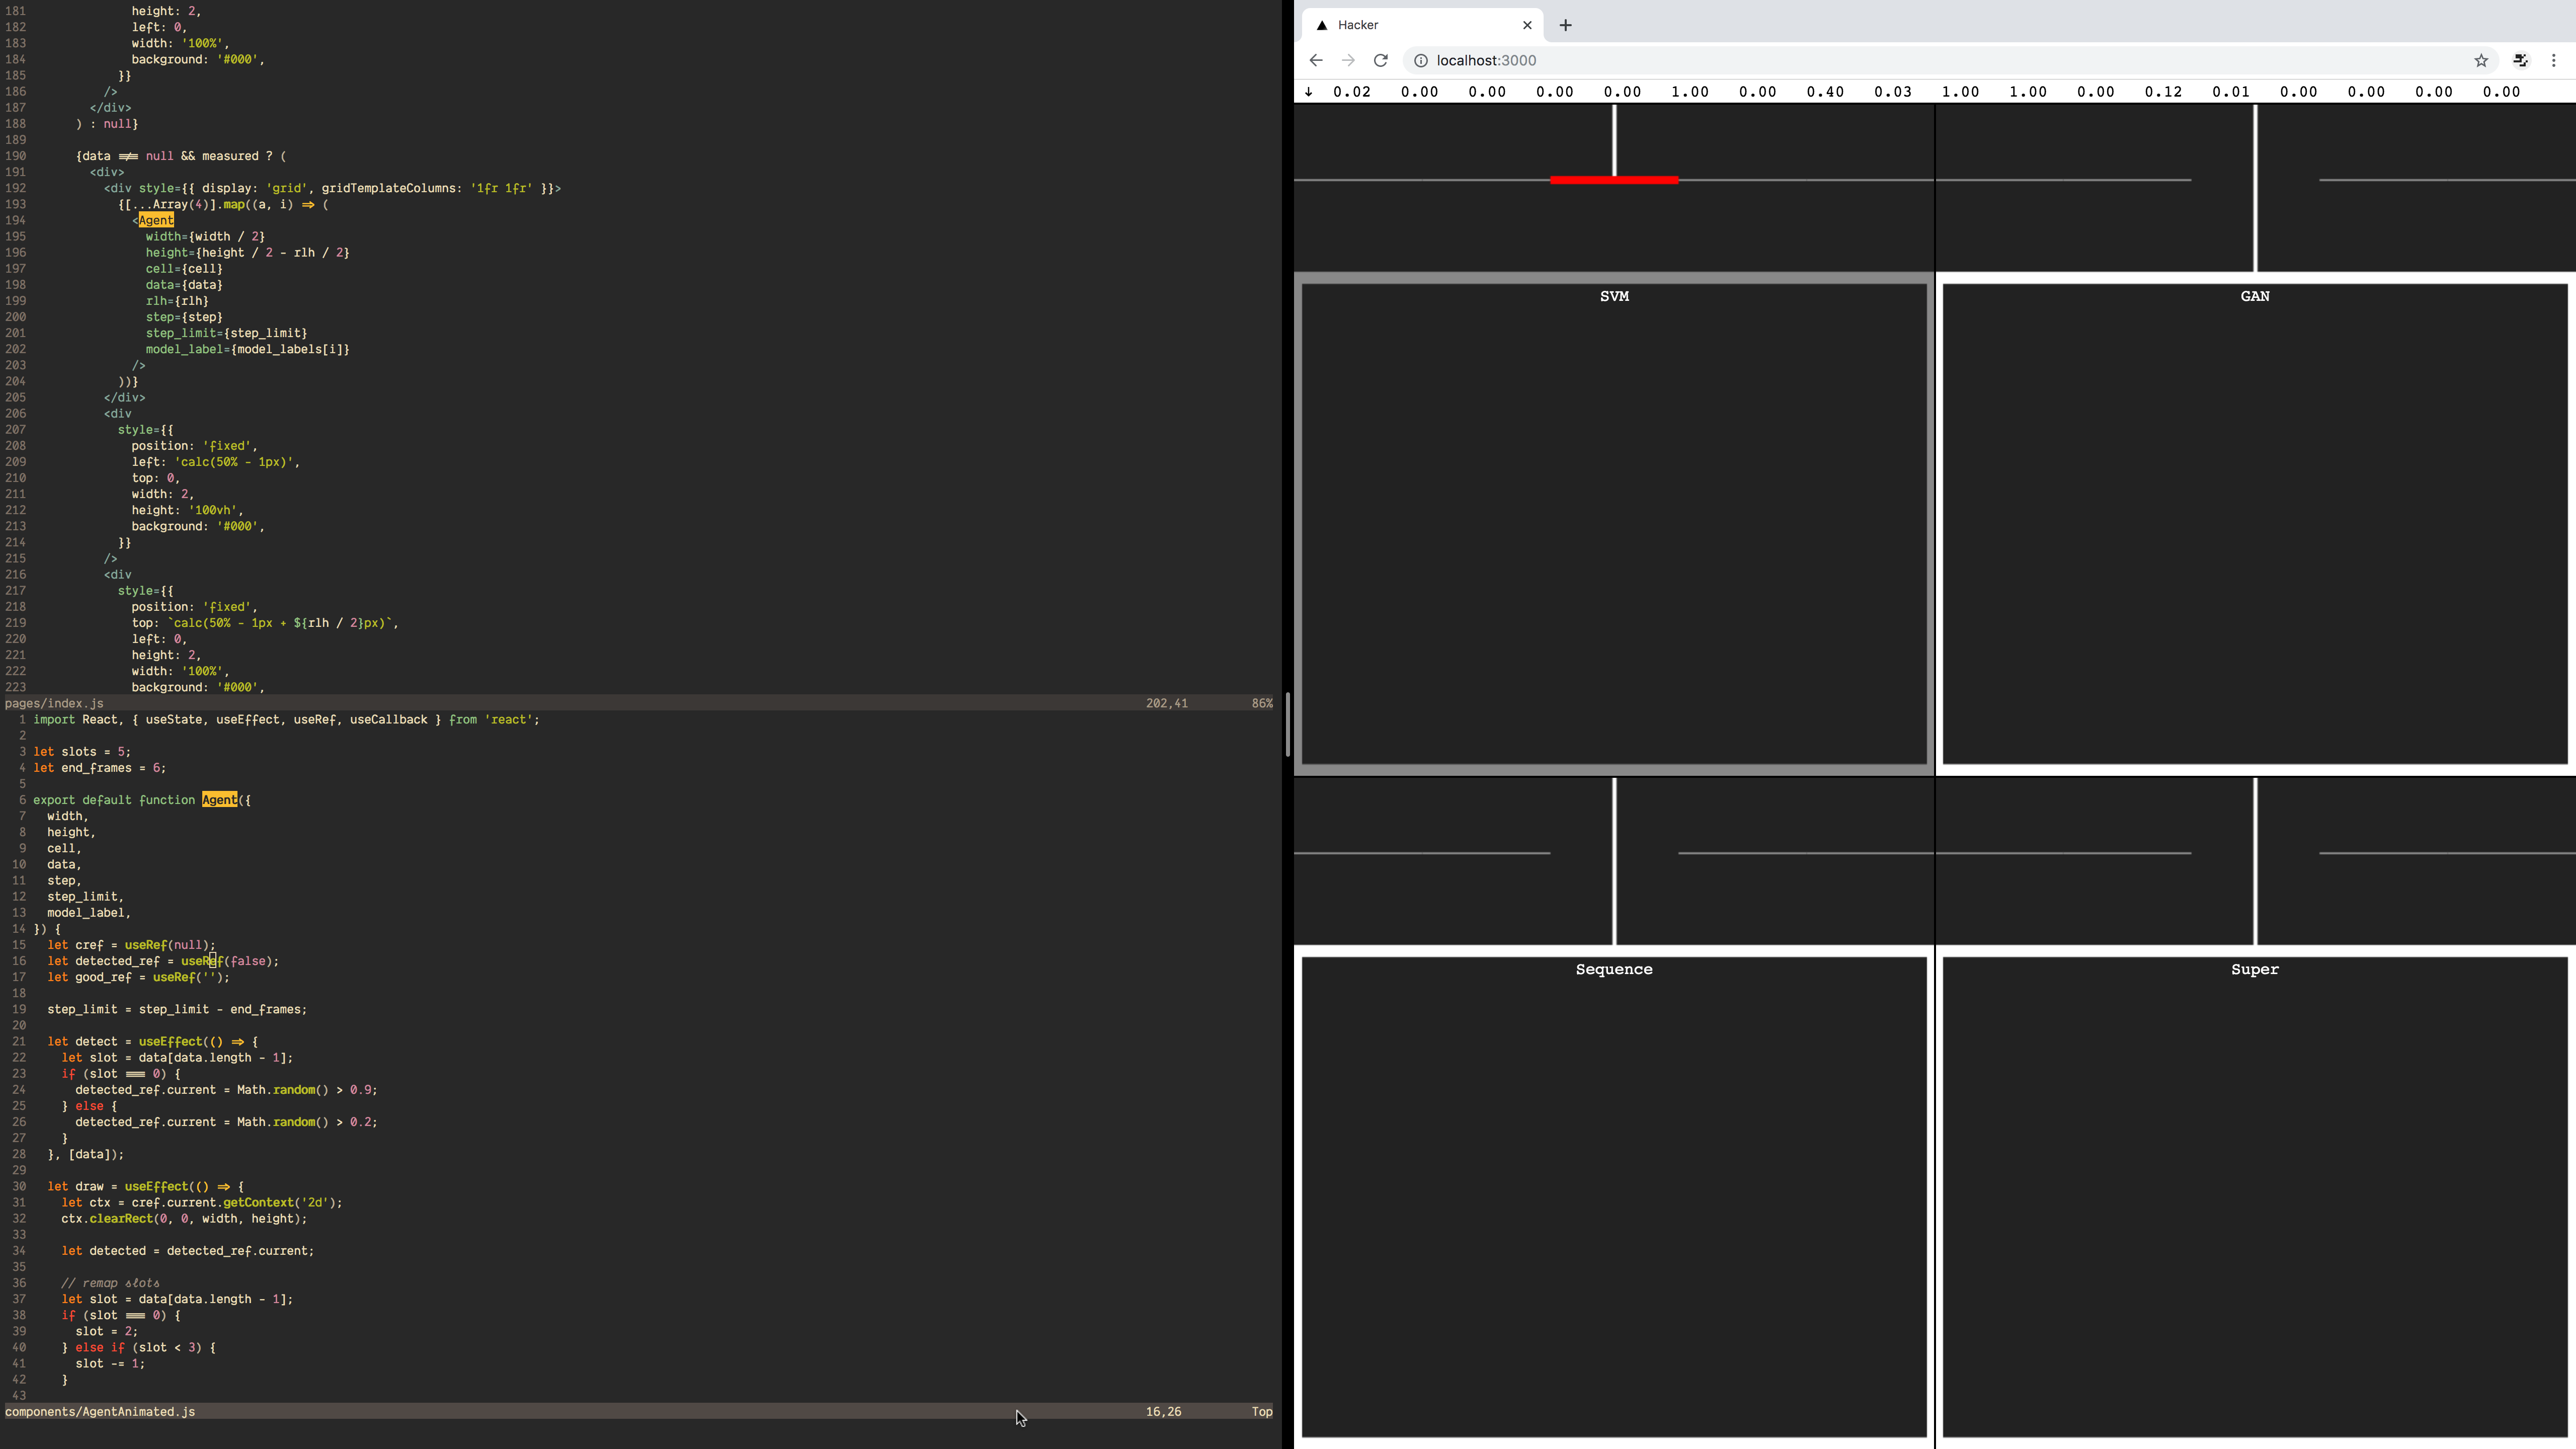 181 height: 2,
182 left: 0,
183 width: '100%',
184 background: '#000',
185 }}
186 />
187 </div>
188 ) : null}
189
190 {data !== null && measured ? (
191 <div>
192 <div style={{ display: 'grid', gridTemplateColumns: '1fr 1fr' }}>
193 {[...Array(4)].map((a, i) => (
194 <Agent
195 width={width / 2}
196 height={height / 2 - rlh / 2}
197 cell={cell}
198 data={data}
199 rlh={rlh}
200 step={step}
201 step_limit={step_limit}
202 model_label={model_labels[i]}
203 />
204 ))}
205 </div>
206 <div
207 style={{
208 position: 'fixed',
209 left: 'calc(50% - 1px)',
210 top: 0,
211 width: 2,
212 height: '100vh',
213 background: '#000',
214 }}
215 />
216 <div
217 style={{
218 position: 'fixed',
219 top: `calc(50% - 1px + ${rlh / 2}px)`,
220 left: 0,
221 height: 2,
222 width: '100%',
223 background: '#000',
pages/index.js 202,41 86%
1 import React, { useState, useEffect, useRef, useCallback } from 'react';
2
3 let slots = 5;
4 let end_frames = 6;
5
6 export default function Agent({
7 width,
8 height,
9 cell,
10 data,
11 step,
12 step_limit,
13 model_label,
14 }) {
15 let cref = useRef(null);
16 let detected_ref = useRef(false);
17 let good_ref = useRef('');
18
19 step_limit = step_limit - end_frames;
20
21 let detect = useEffect(() => {
22 let slot = data[data.length - 1];
23 if (slot === 0) {
24 detected_ref.current = Math.random() > 0.9;
25 } else {
26 detected_ref.current = Math.random() > 0.2;
27 }
28 }, [data]);
29
30 let draw = useEffect(() => {
31 let ctx = cref.current.getContext('2d');
32 ctx.clearRect(0, 0, width, height);
33
34 let detected = detected_ref.current;
35
36 // remap slots
37 let slot = data[data.length - 1];
38 if (slot === 0) {
39 slot = 2;
40 } else if (slot < 3) {
41 slot -= 1;
42 }
43
components/AgentAnimated.js 16,26 Top
Hacker
localhost:3000
↓ 0.02 0.00 0.00 0.00 0.00 1.00 0.00 0.40 0.03 1.00 1.00 0.00 0.12 0.01 0.00 0.00 0.00 0.00
SVM
GAN
Sequence
Super